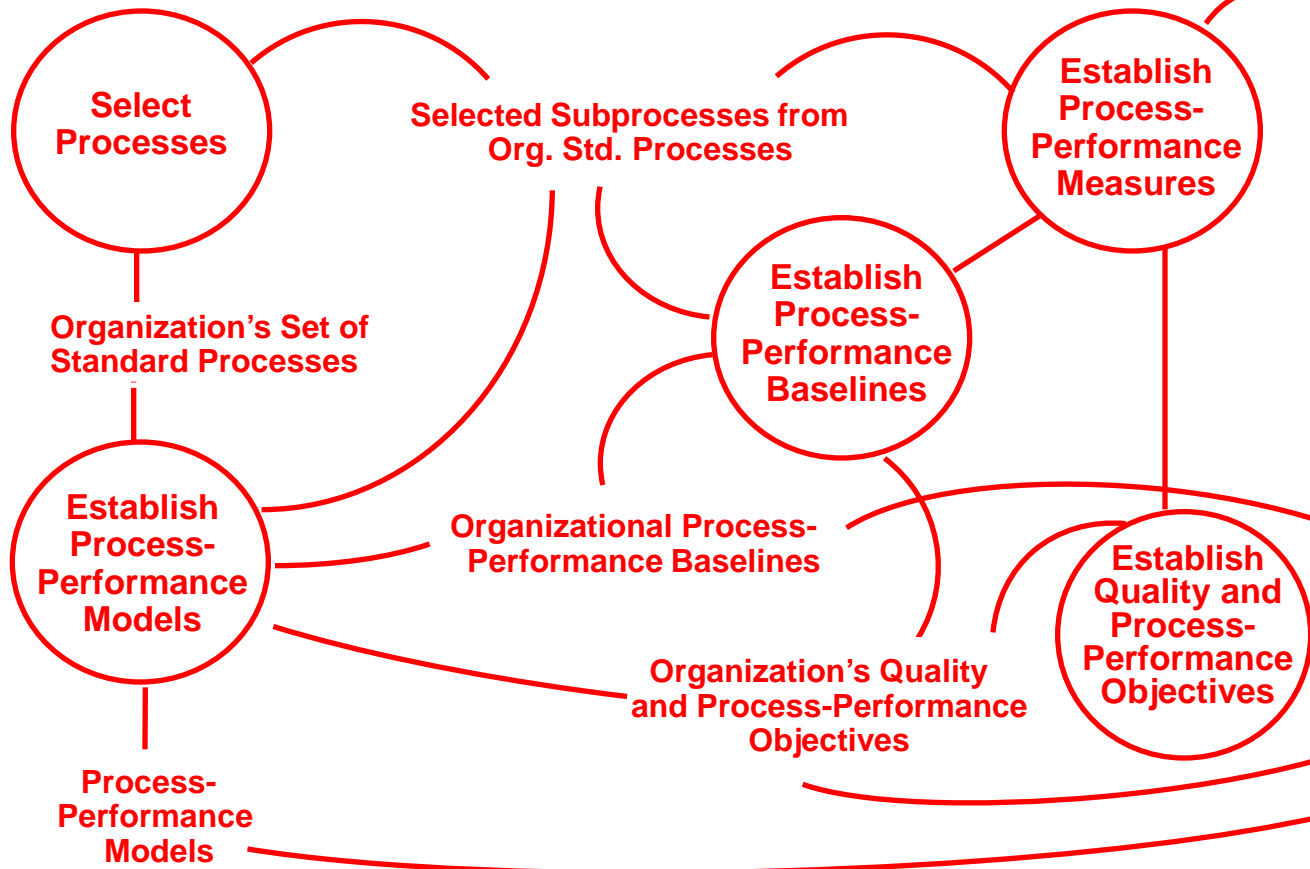 Select
Processes
Selected Subprocesses from
Org. Std. Processes
Establish
Process-
Performance
Measures
Establish
Process-
Performance
Baselines
Organization's Set of
Standard Processes
Establish
Process-
Performance
Models
Organizational Process-
Performance Baselines
Establish
Quality and
Process-
Performance
Objectives
Organization's Quality
and Process-Performance
Objectives
Process-
Performance
Models